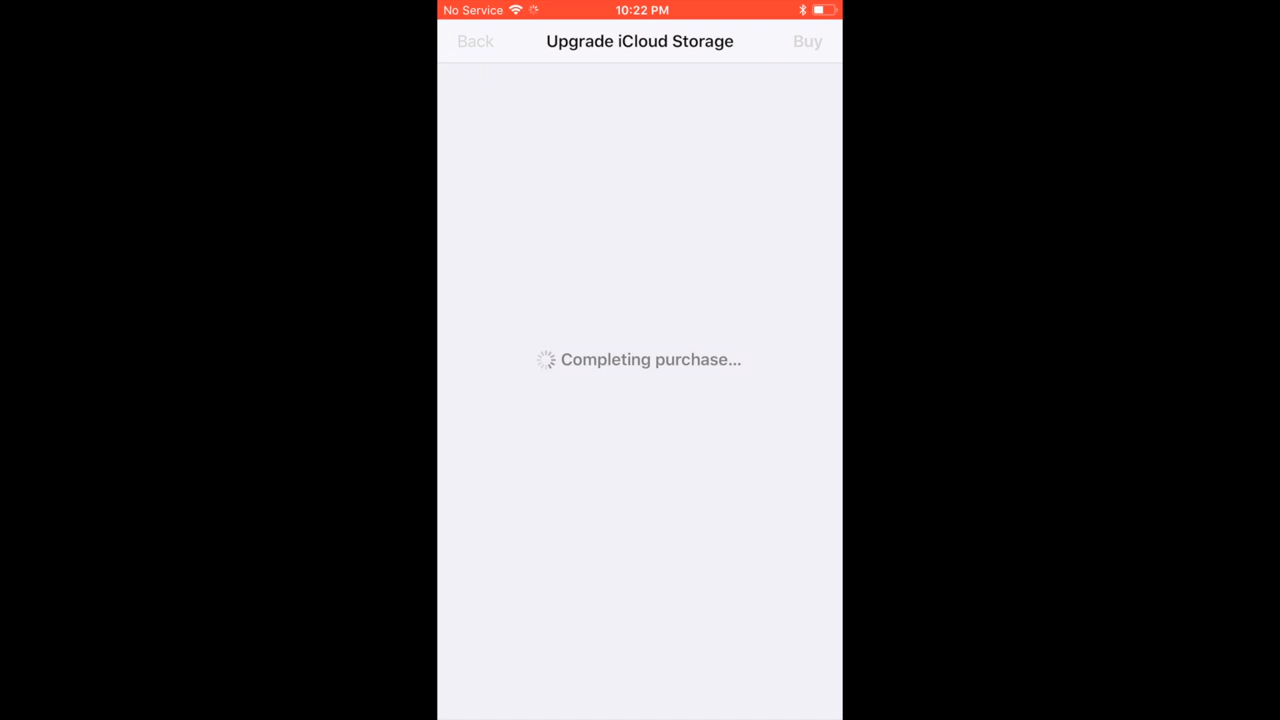 No Service 10:22 PM
Back Upgrade iCloud Storage Buy
Completing purchase...